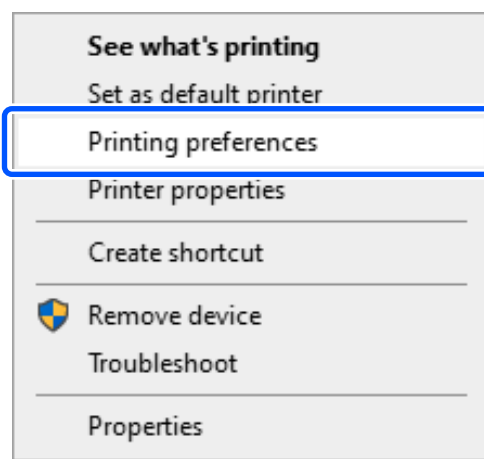 See what's printing
Set as default printer
Printing preferences
Printer properties
Create shortcut
Remove device
Troubleshoot
Properties